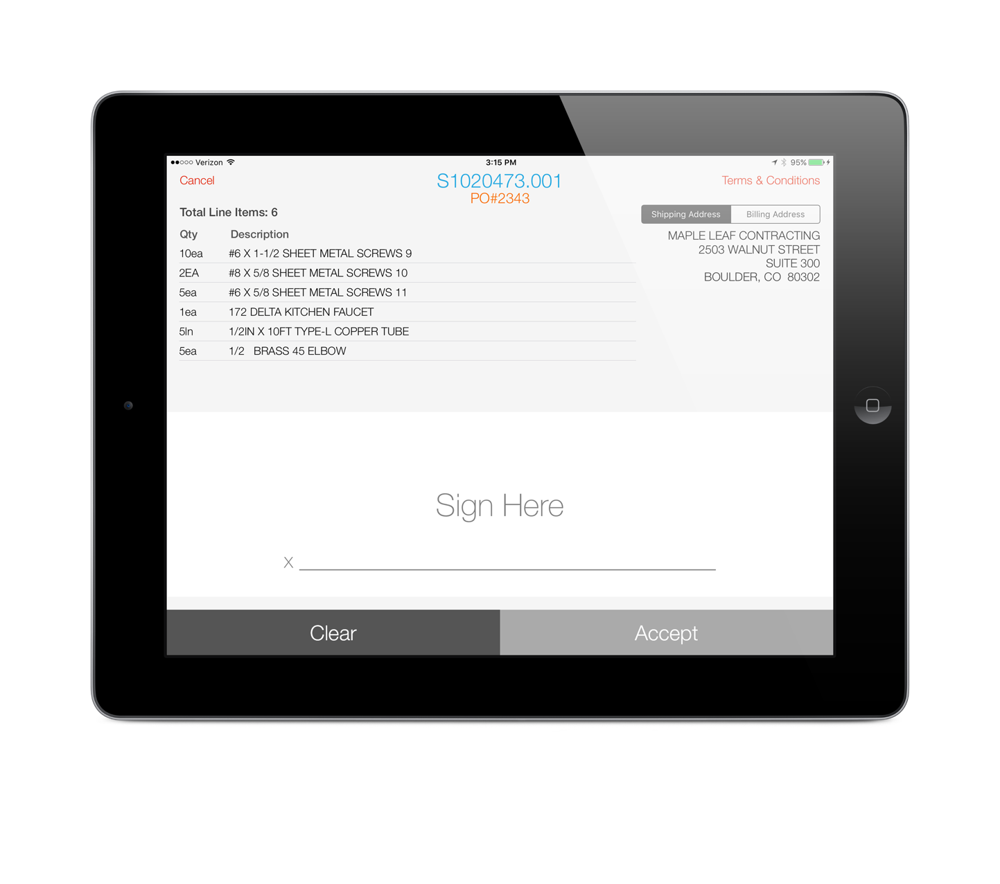 Verizon 3:15 PM 95%
Cancel S1020473.001 Terms & Conditions
PO#2343
Total Line Items: 6 Shipping Address Billing Address
Qty Description
MAPLE LEAF CONTRACTING
2503 WALNUT STREET
SUITE 300
BOULDER, CO  80302
10ea #6 X 1-1/2 SHEET METAL SCREWS 9
2EA #8 X 5/8 SHEET METAL SCREWS 10
5ea #6 X 5/8 SHEET METAL SCREWS 11
1ea 172 DELTA KITCHEN FAUCET
5ln 1/2IN X 10FT TYPE-L COPPER TUBE
5ea 1/2   BRASS 45 ELBOW
Sign Here
X
Clear Accept